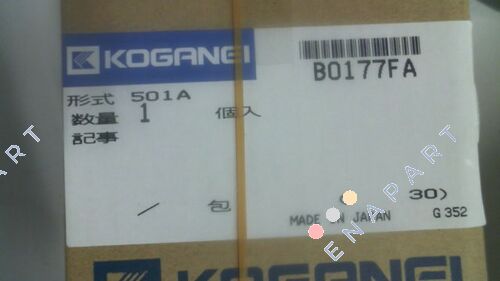 KOGANEI
B0177FA
形式 501A
数量 1 個入
記事
/ 包 30)
MADE IN JAPAN G 352
KOGANEI
ENAPART